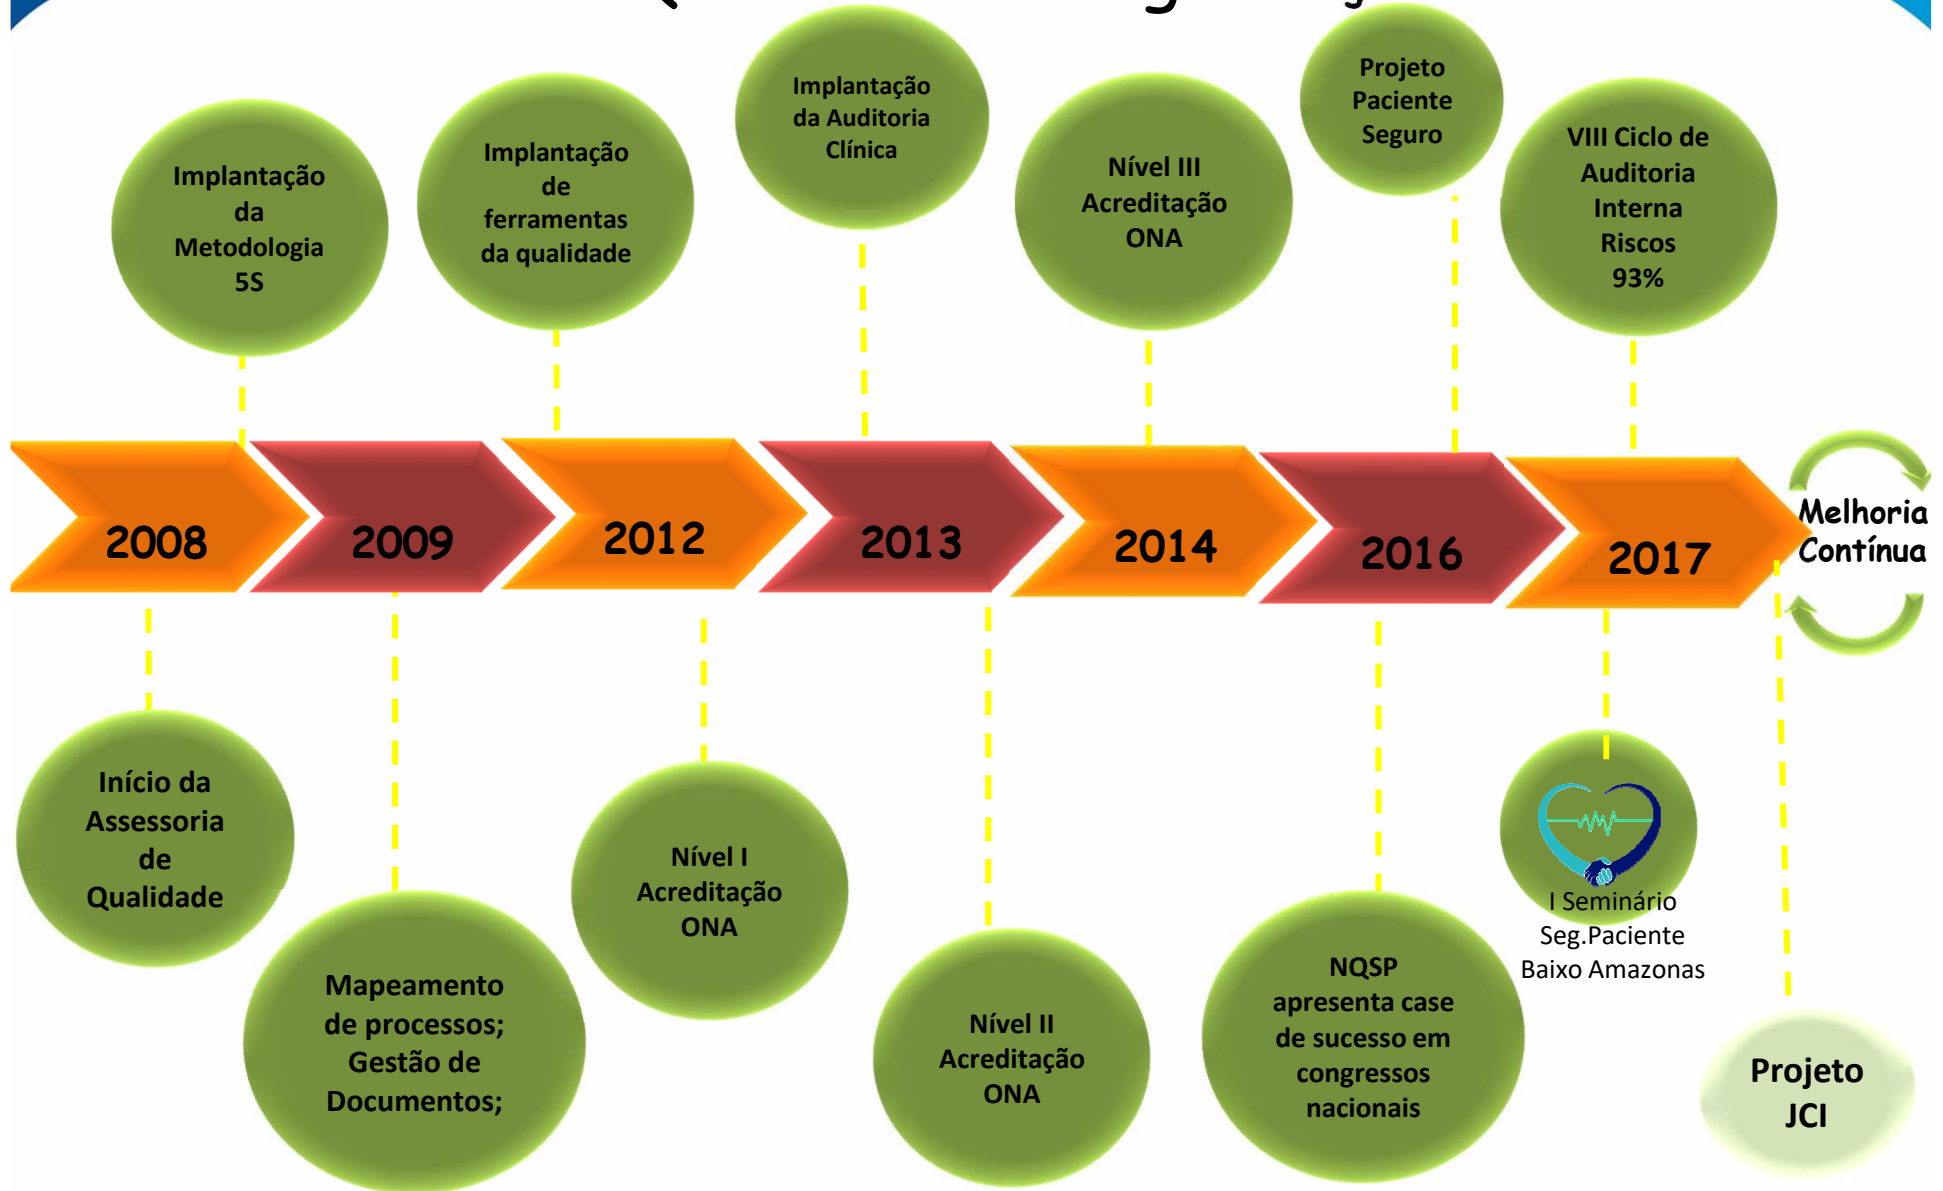 Implantação
da
Metodologia
5S
Implantação
de
ferramentas
da qualidade
Implantação
da Auditoria
Clínica
Nível III
Acreditação
ONA
Projeto
Paciente
Seguro
VIII Ciclo de
Auditoria
Interna
Riscos
93%
2008
2009
2012
2013
2014
2016
2017
Melhoria
Contínua
Início da
Assessoria
de
Qualidade
Mapeamento
de processos;
Gestão de
Documentos;
Nível I
Acreditação
ONA
Nível II
Acreditação
ONA
NQSP
apresenta case
de sucesso em
congressos
nacionais
I Seminário
Seg.Paciente
Baixo Amazonas
Projeto
JCI